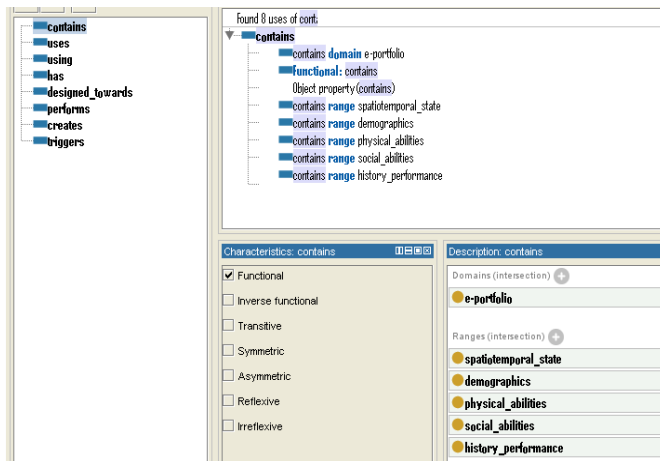 contains
uses
using
has
designed_towards
performs
creates
triggers
Found 8 uses of cont
contains
contains domain e-portfolio
Functional: contains
Object property(contains)
contains range spatiotemporal_state
contains range demographics
contains range physical_abilities
contains range social_abilities
contains range history_performance
Characteristics: contains
Functional
Inverse functional
Transitive
Symmetric
Asymmetric
Reflexive
Irreflexive
Description: contains
Domains (intersection)
e-portfolio
Ranges (intersection)
spatiotemporal_state
demographics
physical_abilities
social_abilities
history_performance